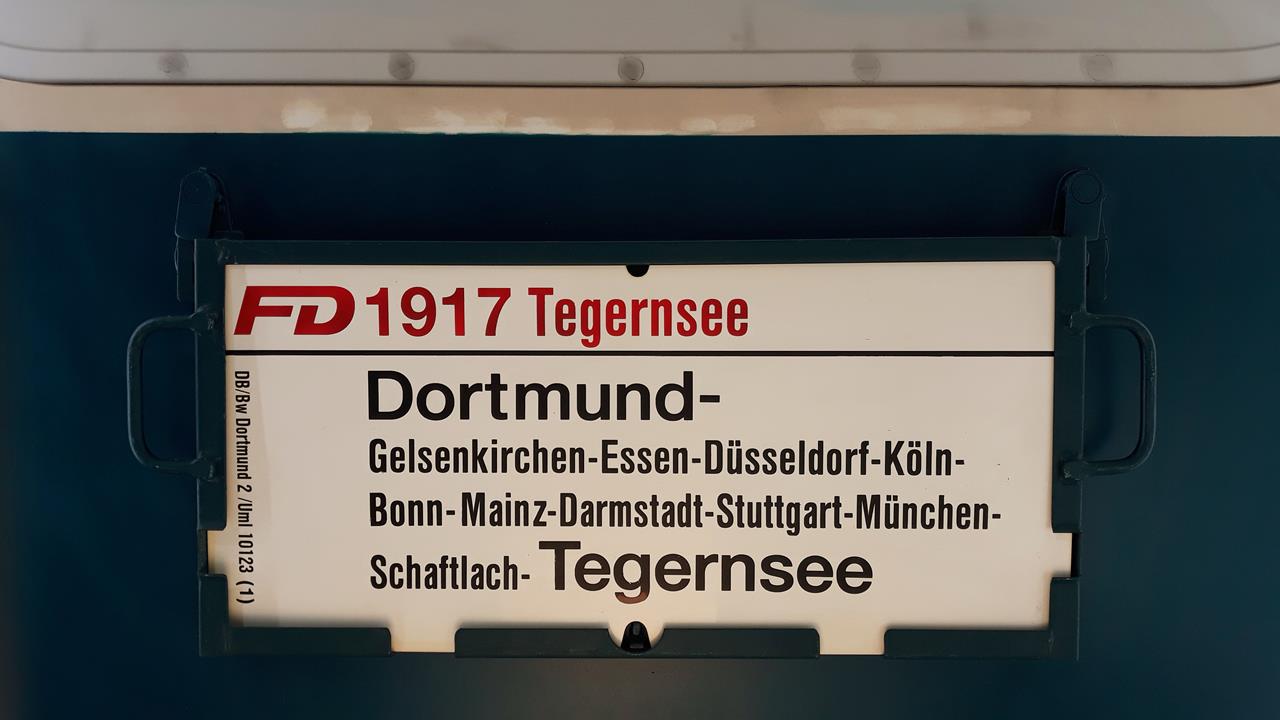 FD 1917 Tegernsee
Dortmund-
Gelsenkirchen-Essen-Düsseldorf-Köln-
Bonn-Mainz-Darmstadt-Stuttgart-München-
Schaftlach-Tegernsee
DB/Bw Dortmund 2 /Uml 10123 (1)